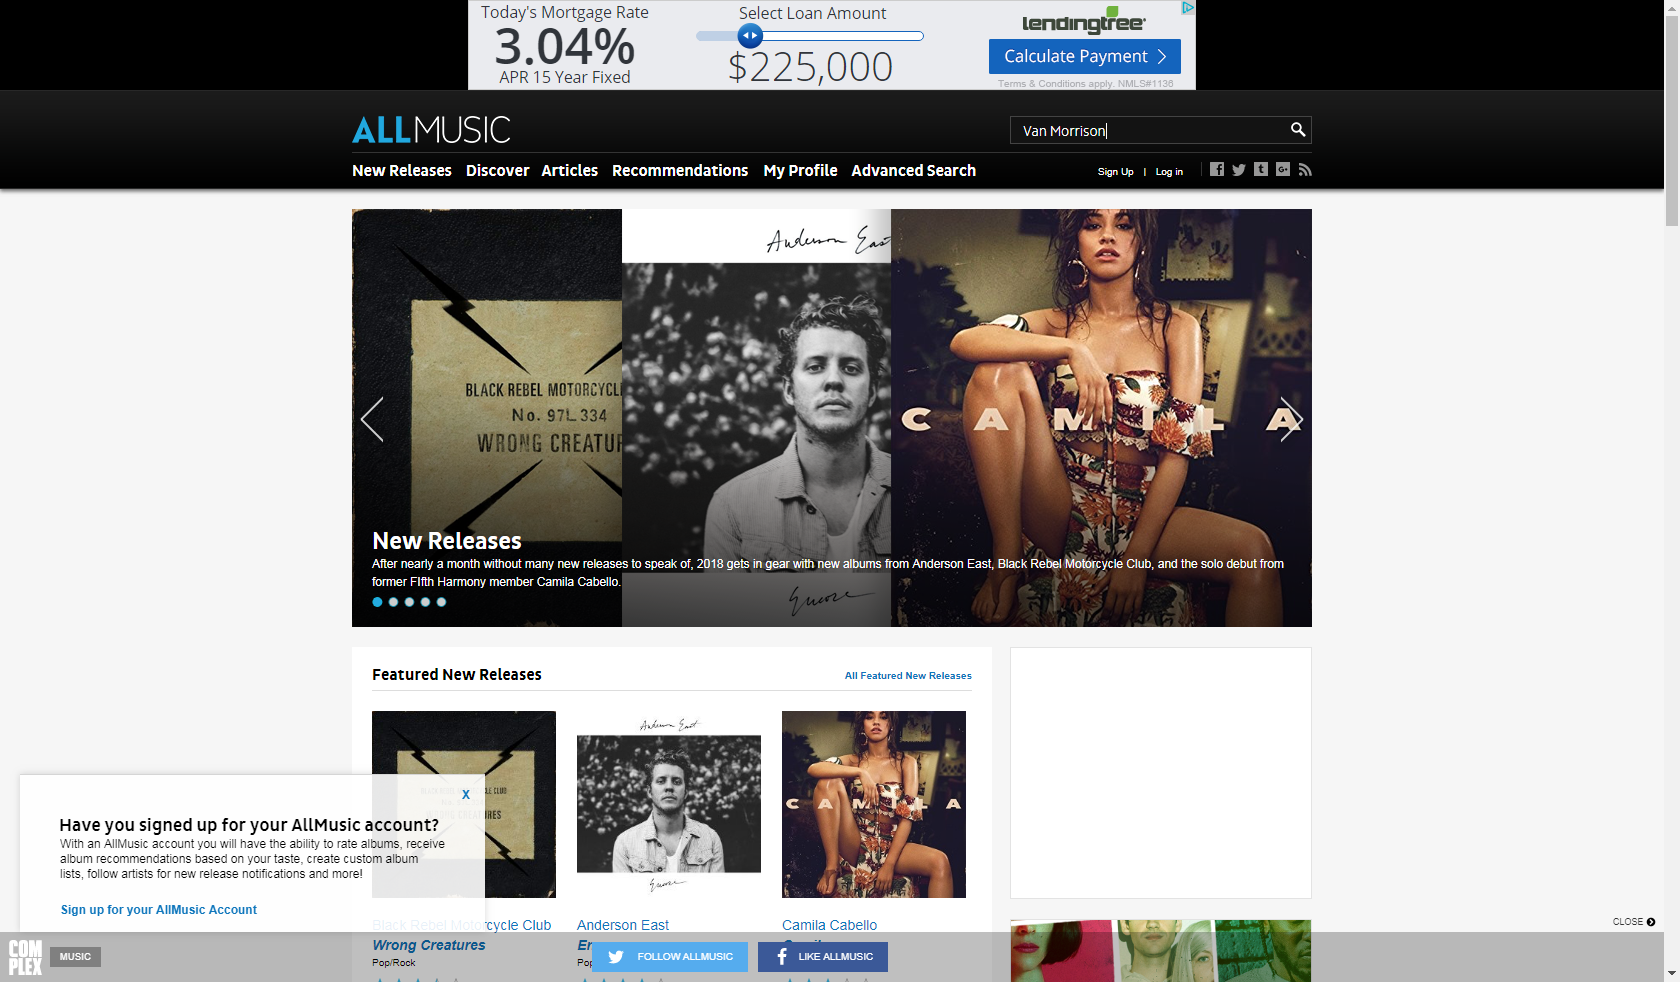 Today's Mortgage Rate
3.04%
APR 15 Year Fixed
Select Loan Amount
$225,000
lendingtree
Calculate Payment
Terms & Conditions apply. NMLS#1136
ALLMUSIC
Van Morrison
New Releases Discover Articles Recommendations My Profile Advanced Search
Sign Up | Log in
Anderson East
BLACK REBEL MOTORCYCL
No. 97L 334
WRONG CREATUR
CAMILA
New Releases
After nearly a month without many new releases to speak of, 2018 gets in gear with new albums from Anderson East, Black Rebel Motorcycle Club, and the solo debut from
former FIfth Harmony member Camila Cabello.
Encore
Featured New Releases
All Featured New Releases
Anderson East
CAMILA
Encore
X
Have you signed up for your AllMusic account?
With an AllMusic account you will have the ability to rate albums, receive
album recommendations based on your taste, create custom album
lists, follow artists for new release notifications and more!
Sign up for your AllMusic Account
Black Rebel Motorcycle Club
Wrong Creatures
Pop/Rock
Anderson East
Camila Cabello
CLOSE
COMPLEX
MUSIC
FOLLOW ALLMUSIC
LIKE ALLMUSIC